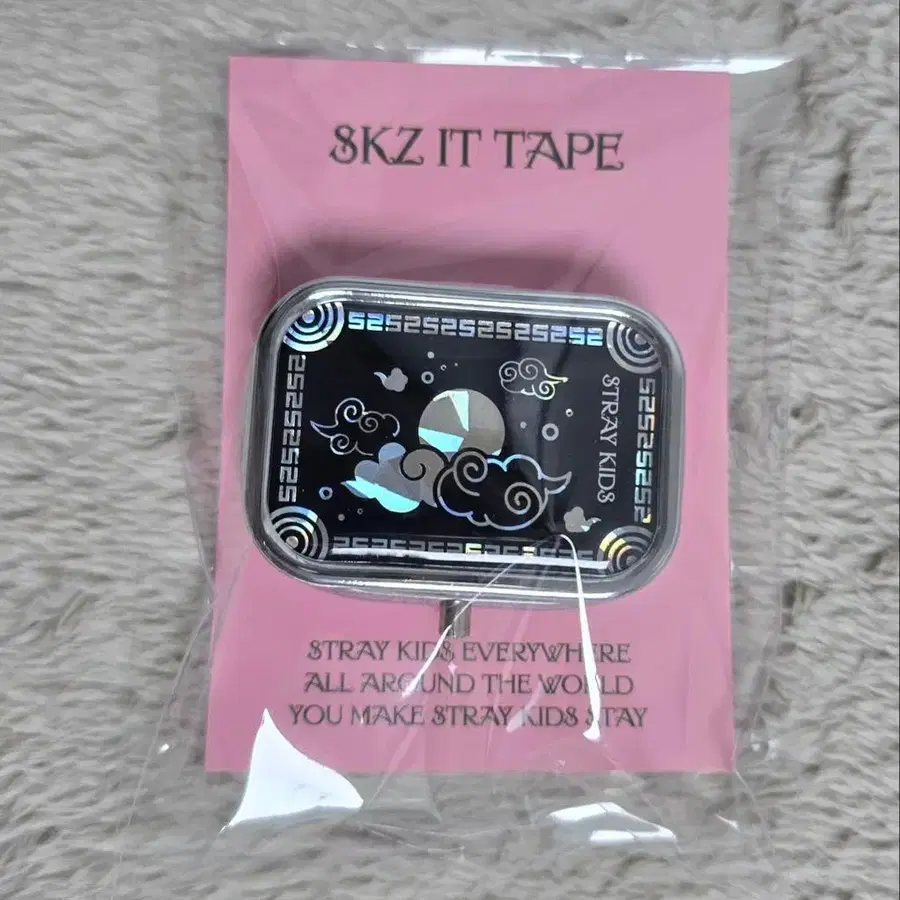 SKZ IT TAPE
STRAY KIDS
STRAY KIDS EVERYWHERE
ALL AROUND THE WORLD
YOU MAKE STRAY KIDS STAY